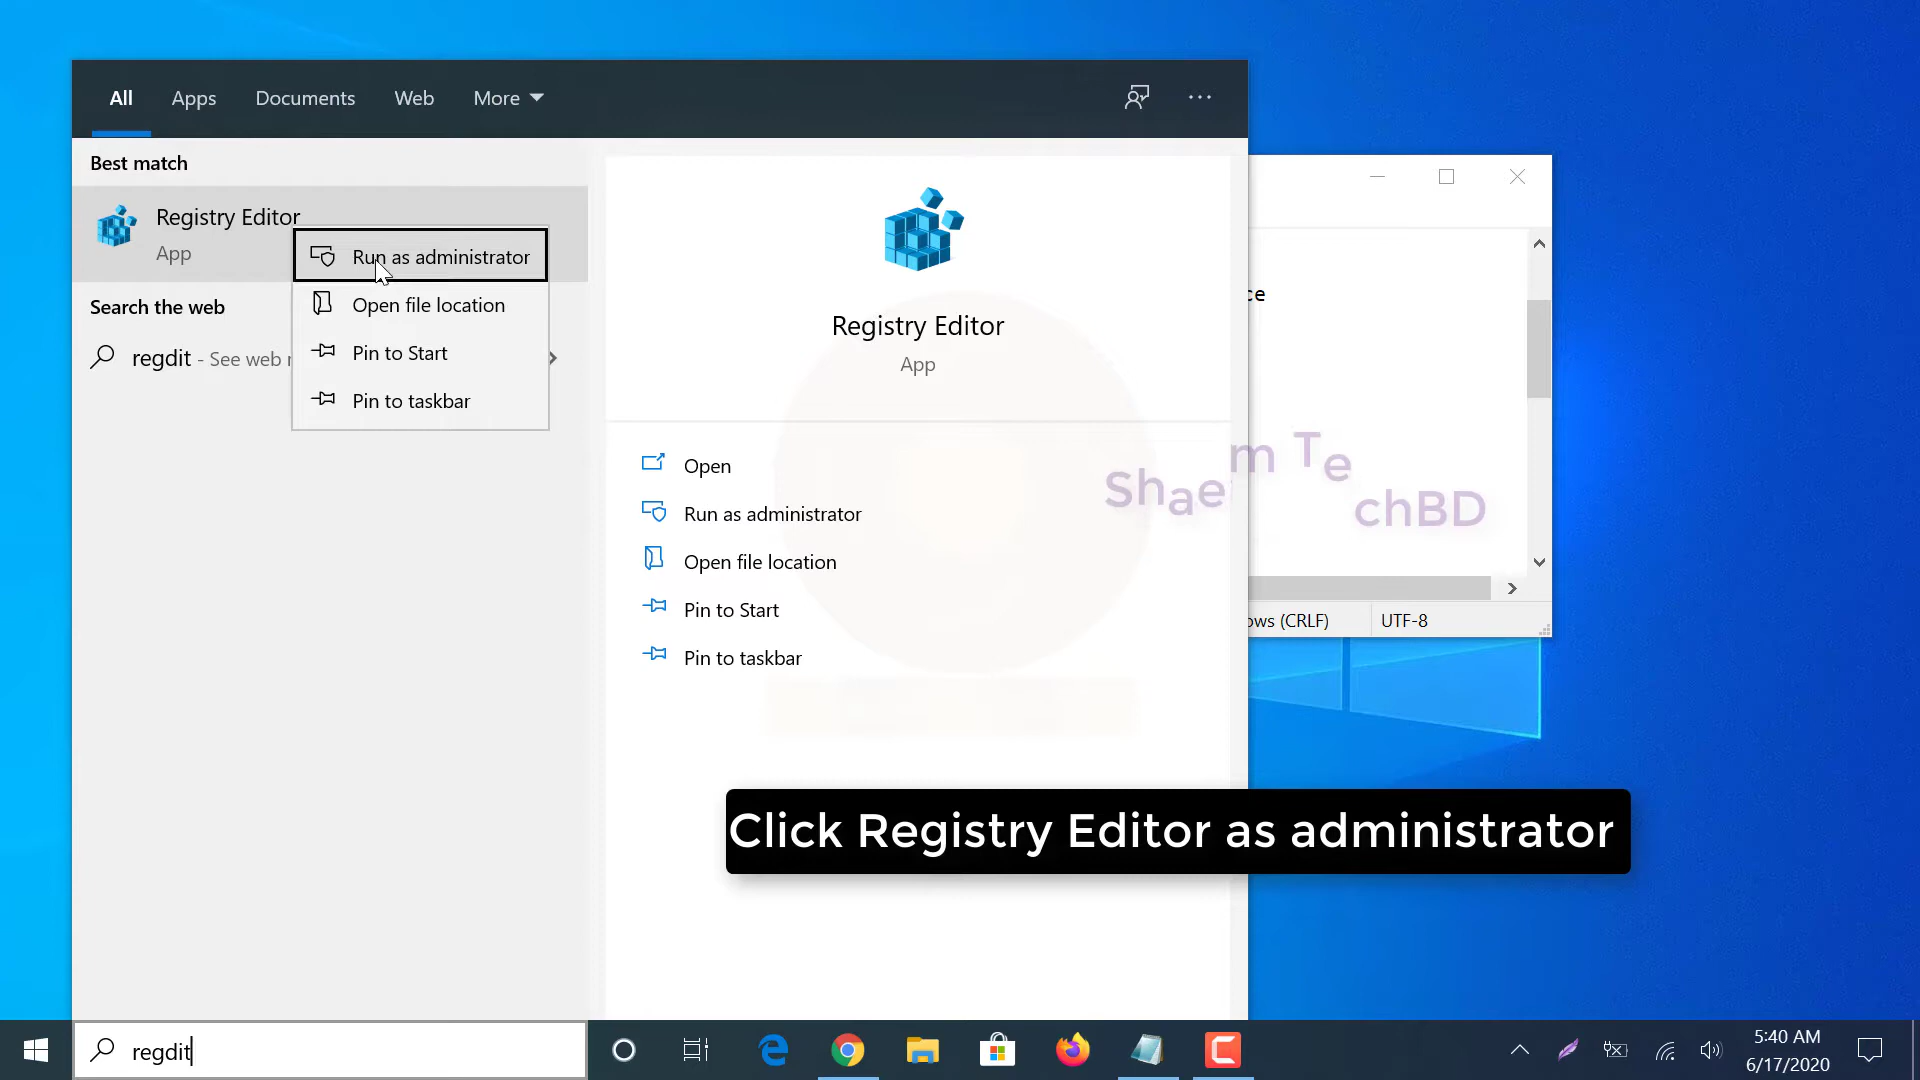 All
Apps
Documents
Web
More
Best match
Registry Editor
App
Search the web
regdit - See web
Run as administrator
Open file location
Pin to Start
Pin to taskbar
Registry Editor
App
Open
Run as administrator
Open file location
Pin to Start
Pin to taskbar
ce
Shaeim TechBD
ows (CRLF)
UTF-8
Click Registry Editor as administrator
regdit
5:40 AM
6/17/2020